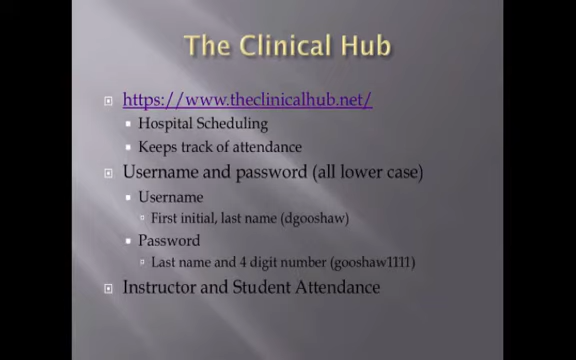 The Clinical Hub
https://www.theclinicalhub.net/
Hospital Scheduling
Keeps track of attendance
Username and password (all lower case)
Username
First initial, last name (dgooshaw)
Password
Last name and 4 digit number (gooshaw1111)
Instructor and Student Attendance